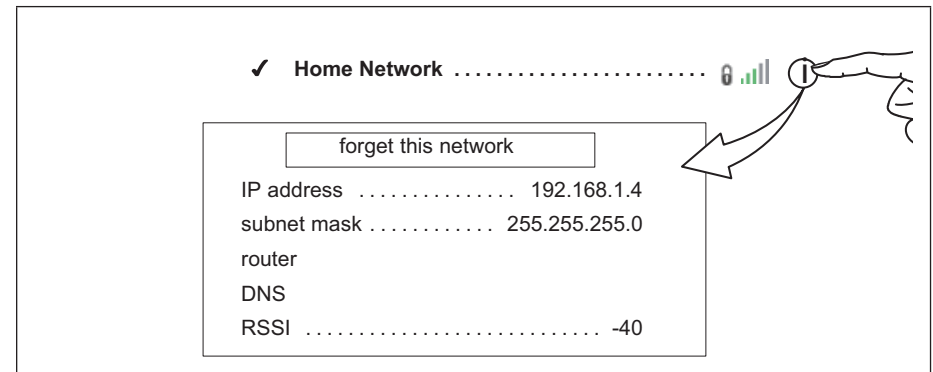 ✔ Home Network ........................ I
forget this network
IP address ............... 192.168.1.4
subnet mask ............ 255.255.255.0
router
DNS
RSSI ............................ -40